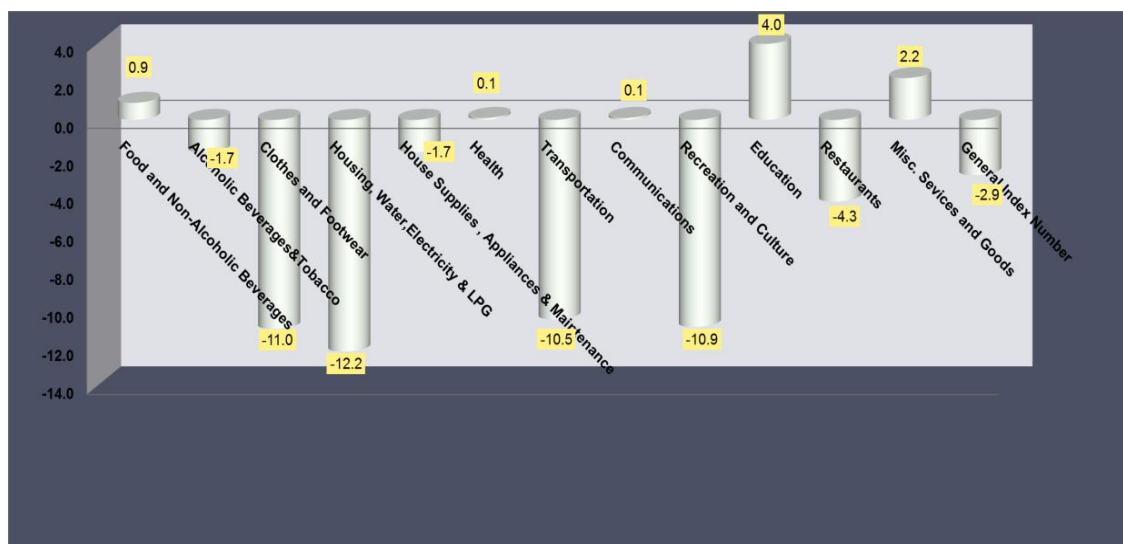 4.0
2.0
0.0
-2.0
-4.0
-6.0
-8.0
-10.0
-12.0
-14.0
0.9
-1.7
-11.0
-12.2
-1.7
0.1
-10.5
0.1
-10.9
4.0
-4.3
2.2
-2.9
Food and Non-Alcoholic Beverages
Alcoholic Beverages&Tobacco
Clothes and Footwear
Housing, Water,Electricity & LPG
House Supplies , Appliances & Maintenance
Health
Transportation
Communications
Recreation and Culture
Education
Restaurants
Misc. Sevices and Goods
General Index Number